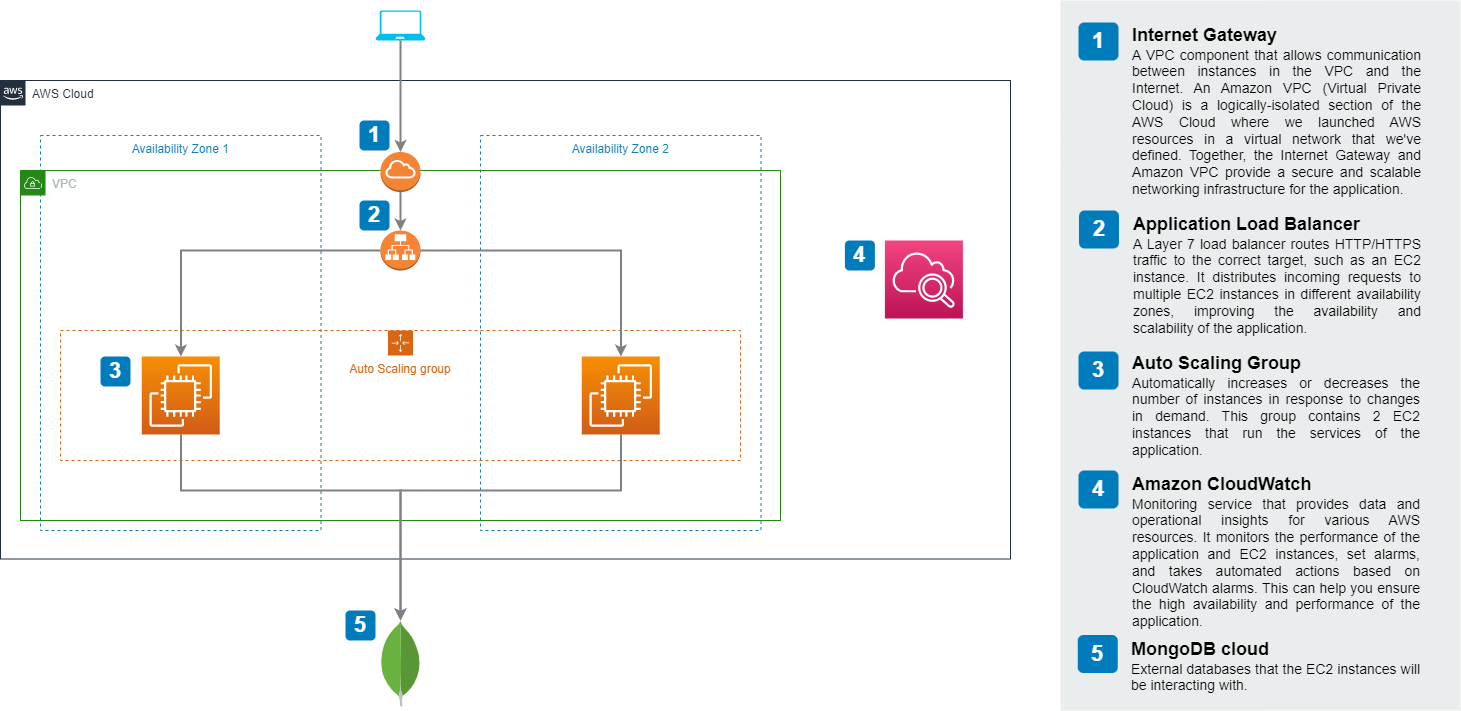 aws
AWS Cloud
Availability Zone 1
Availability Zone 2
VPC
1
2
3
4
5
Auto Scaling group
1
Internet Gateway
A VPC component that allows communication
between instances in the VPC and the
Internet. An Amazon VPC (Virtual Private
Cloud) is a logically-isolated section of the
AWS Cloud where we launched AWS
resources in a virtual network that we've
defined. Together, the Internet Gateway and
Amazon VPC provide a secure and scalable
networking infrastructure for the application.
2
Application Load Balancer
A Layer 7 load balancer routes HTTP/HTTPS
traffic to the correct target, such as an EC2
instance. It distributes incoming requests to
multiple EC2 instances in different availability
zones, improving the availability and
scalability of the application.
3
Auto Scaling Group
Automatically increases or decreases the
number of instances in response to changes
in demand. This group contains 2 EC2
instances that run the services of the
application.
4
Amazon CloudWatch
Monitoring service that provides data and
operational insights for various AWS
resources. It monitors the performance of the
application and EC2 instances, set alarms,
and takes automated actions based on
CloudWatch alarms. This can help you ensure
the high availability and performance of the
application.
5
MongoDB cloud
External databases that the EC2 instances will
be interacting with.